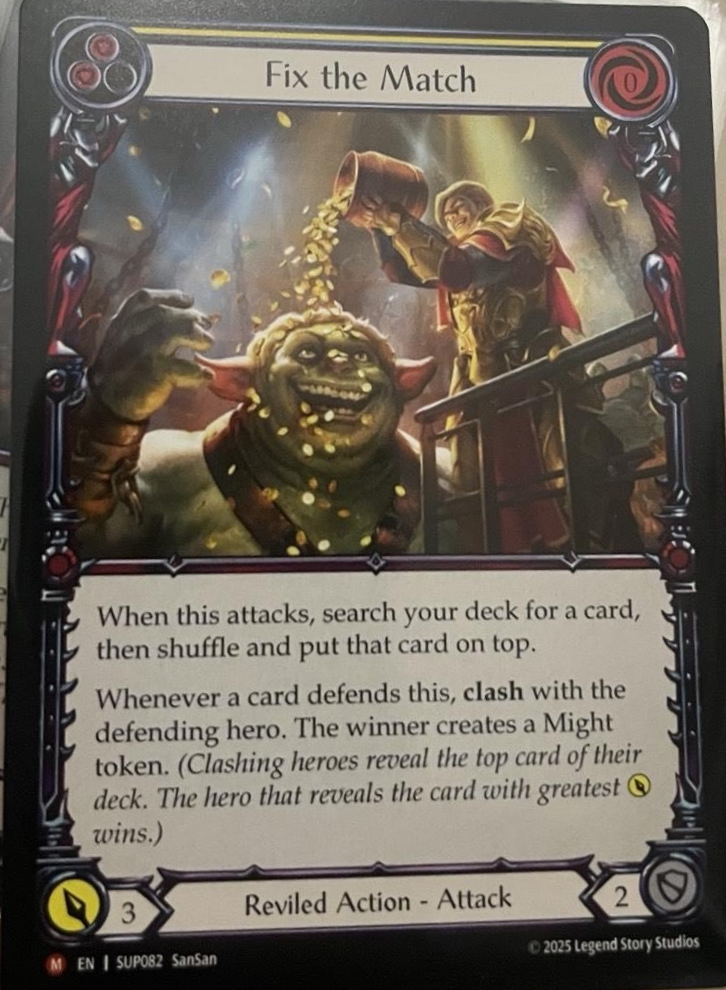 Fix the Match
0
When this attacks, search your deck for a card,
then shuffle and put that card on top.
Whenever a card defends this, clash with the
defending hero. The winner creates a Might
token. (Clashing heroes reveal the top card of their
deck. The hero that reveals the card with greatest
wins.)
3 Reviled Action - Attack 2
M EN | SUP082 SanSan © 2025 Legend Story Studios